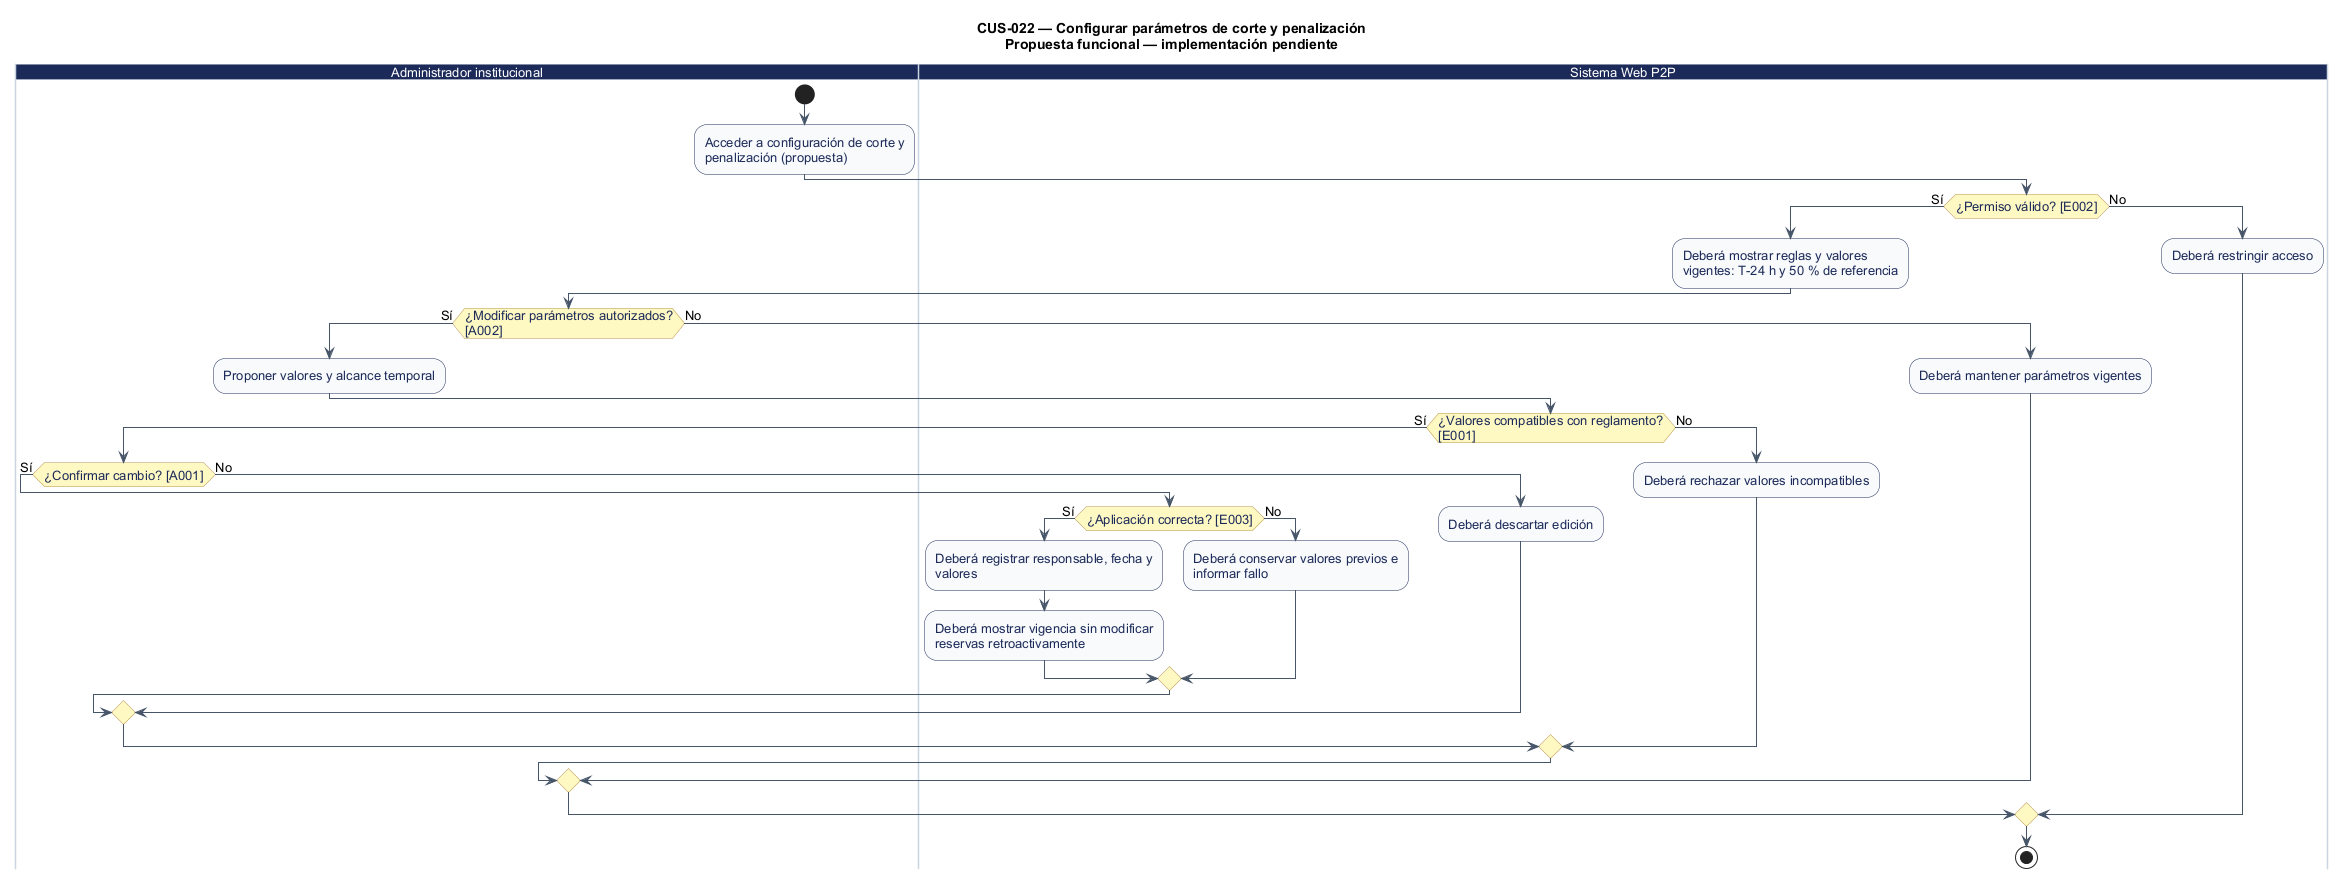 CUS-022 — Configurar parámetros de corte y penalización
Propuesta funcional — implementación pendiente
Administrador institucional
Sistema Web P2P
Acceder a configuración de corte y
penalización (propuesta)
Sí
¿Permiso válido? [E002]
No
Deberá mostrar reglas y valores
vigentes: T-24 h y 50 % de referencia
Deberá restringir acceso
Sí
¿Modificar parámetros autorizados?
[A002]
No
Proponer valores y alcance temporal
Deberá mantener parámetros vigentes
Sí
¿Valores compatibles con reglamento?
[E001]
No
Sí
¿Confirmar cambio? [A001]
No
Deberá rechazar valores incompatibles
Sí
¿Aplicación correcta? [E003]
No
Deberá descartar edición
Deberá registrar responsable, fecha y
valores
Deberá conservar valores previos e
informar fallo
Deberá mostrar vigencia sin modificar
reservas retroactivamente